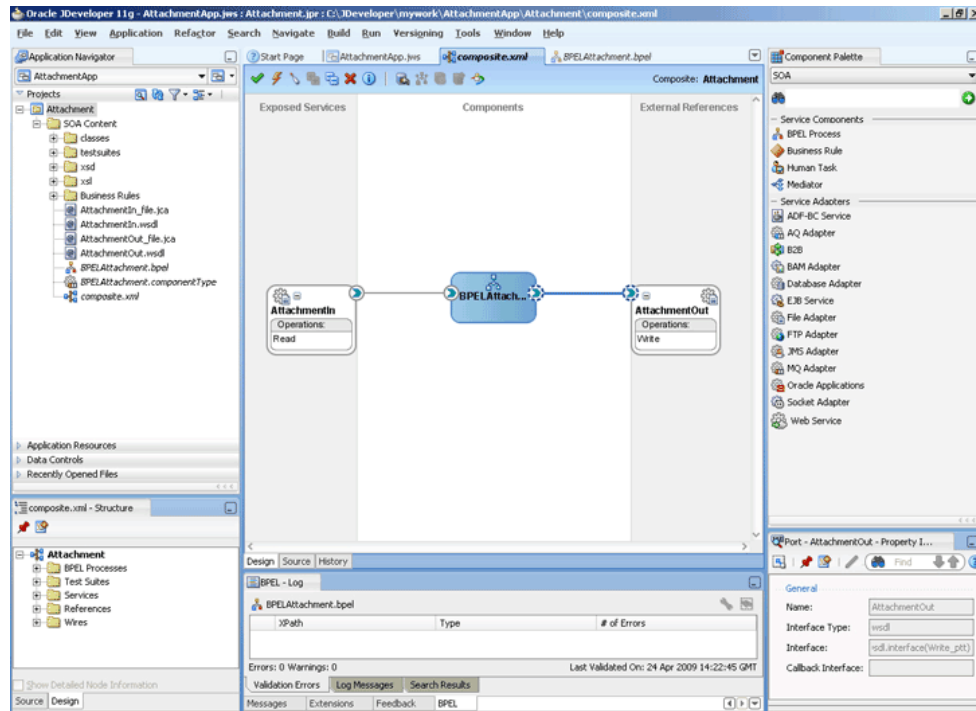 Oracle JDeveloper 11g - AttachmentApp.jws : Attachment.jpr : C:\JDeveloper\mywork\AttachmentApp\Attachment\composite.xml
File Edit View Application Refactor Search Navigate Build Run Versioning Tools Window Help
Application Navigator
AttachmentApp
Projects
Attachment
SOA Content
classes
testsuites
xsd
xsl
Business Rules
AttachmentIn_file.jca
AttachmentIn.wsdl
AttachmentOut_file.jca
AttachmentOut.wsdl
BPELAttachment.bpel
BPELAttachment.componentType
composite.xml
Application Resources
Data Controls
Recently Opened Files
composite.xml - Structure
Attachment
BPEL Processes
Test Suites
Services
References
Wires
Show Detailed Node Information
Source Design
Start Page AttachmentApp.jws composite.xml BPELAttachment.bpel
Composite: Attachment
Exposed Services Components External References
AttachmentIn
Operations:
Read
BPELAttach...
AttachmentOut
Operations:
Write
Design Source History
BPEL - Log
BPELAttachment.bpel
XPath Type # of Errors
Errors: 0 Warnings: 0 Last Validated On: 24 Apr 2009 14:22:45 GMT
Validation Errors Log Messages Search Results
Messages Extensions Feedback BPEL
Component Palette
SOA
Service Components
BPEL Process
Business Rule
Human Task
Mediator
Service Adapters
ADF-BC Service
AQ Adapter
B2B
BAM Adapter
Database Adapter
EJB Service
File Adapter
FTP Adapter
JMS Adapter
MQ Adapter
Oracle Applications
Socket Adapter
Web Service
Port - AttachmentOut - Property I...
Find
General
Name: AttachmentOut
Interface Type: wsdl
Interface: sdl.interface(Write_ptt)
Callback Interface: